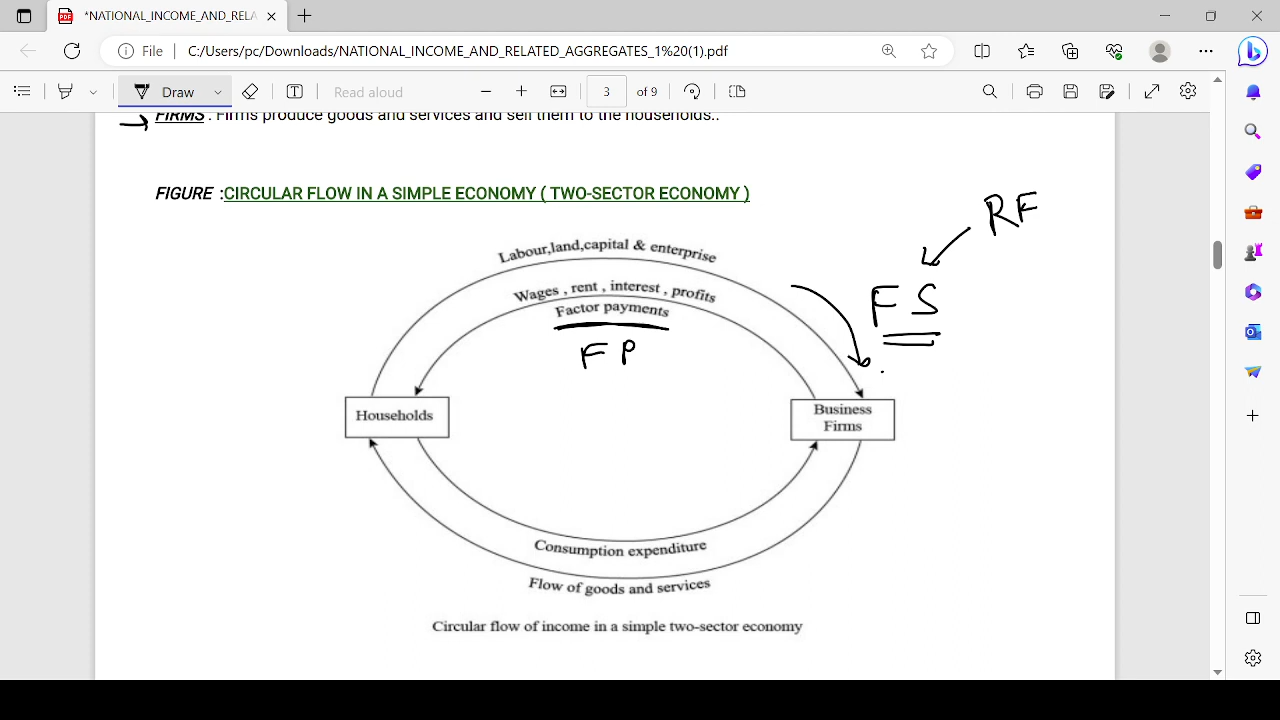 *NATIONAL_INCOME_AND_RELA
File
C:/Users/pc/Downloads/NATIONAL_INCOME_AND_RELATED_AGGREGATES_1%20(1).pdf
Draw
Read aloud
3 of 9
FIRMS : Firms produce goods and services and sell them to the households..
FIGURE :CIRCULAR FLOW IN A SIMPLE ECONOMY ( TWO-SECTOR ECONOMY )
RF
Labour,land,capital & enterprise
Wages , rent , interest , profits
Factor payments
FS
FP
Households
Business
Firms
Consumption expenditure
Flow of goods and services
Circular flow of income in a simple two-sector economy